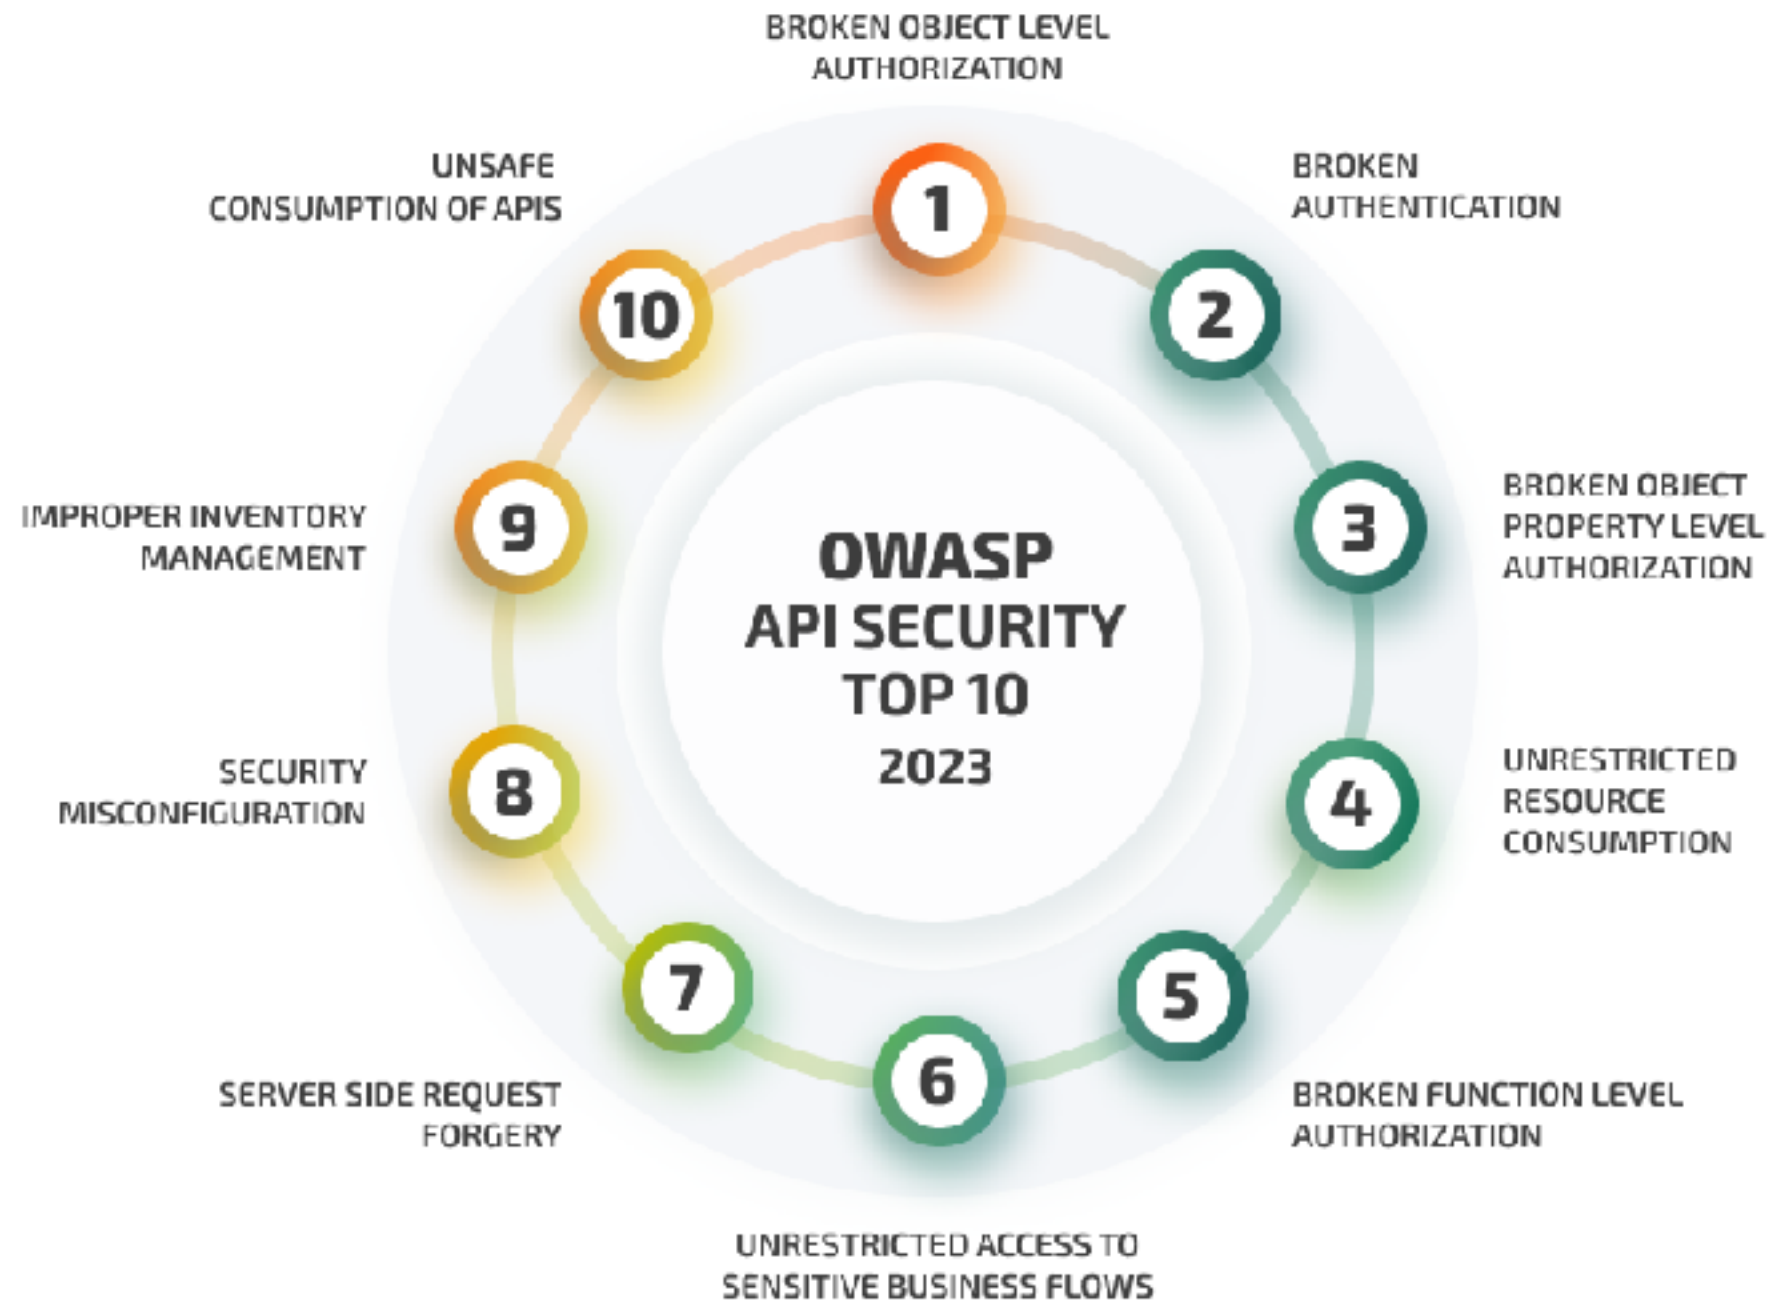 BROKEN OBJECT LEVEL
AUTHORIZATION
1
BROKEN
AUTHENTICATION
2
BROKEN OBJECT
PROPERTY LEVEL
AUTHORIZATION
3
UNRESTRICTED
RESOURCE
CONSUMPTION
4
BROKEN FUNCTION LEVEL
AUTHORIZATION
5
UNRESTRICTED ACCESS TO
SENSITIVE BUSINESS FLOWS
6
SERVER SIDE REQUEST
FORGERY
7
SECURITY
MISCONFIGURATION
8
IMPROPER INVENTORY
MANAGEMENT
9
UNSAFE
CONSUMPTION OF APIS
10
OWASP
API SECURITY
TOP 10
2023